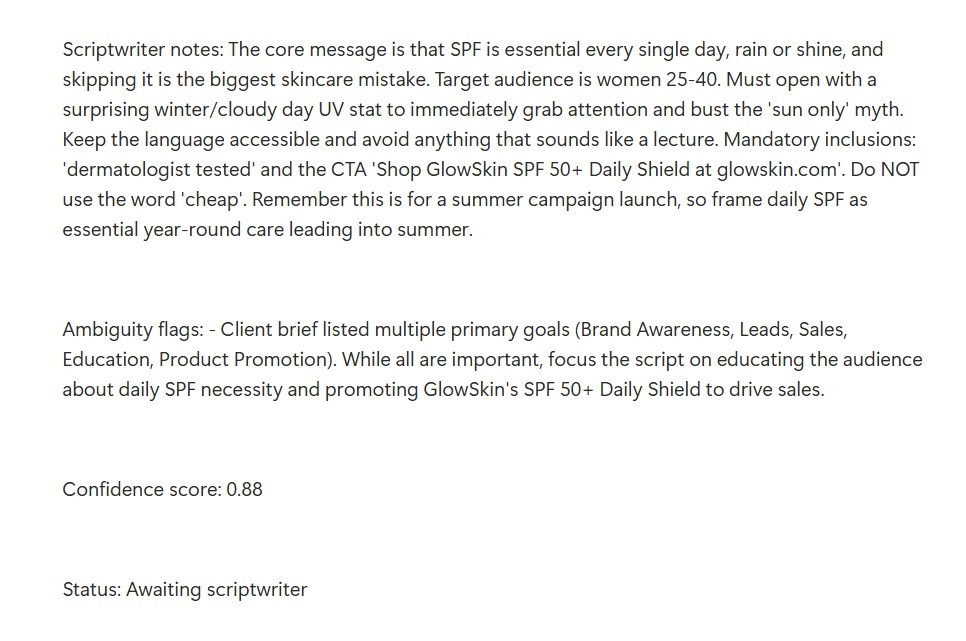 Scriptwriter notes: The core message is that SPF is essential every single day, rain or shine, and
skipping it is the biggest skincare mistake. Target audience is women 25-40. Must open with a
surprising winter/cloudy day UV stat to immediately grab attention and bust the 'sun only' myth.
Keep the language accessible and avoid anything that sounds like a lecture. Mandatory inclusions:
'dermatologist tested' and the CTA 'Shop GlowSkin SPF 50+ Daily Shield at glowskin.com'. Do NOT
use the word 'cheap'. Remember this is for a summer campaign launch, so frame daily SPF as
essential year-round care leading into summer.
Ambiguity flags: - Client brief listed multiple primary goals (Brand Awareness, Leads, Sales,
Education, Product Promotion). While all are important, focus the script on educating the audience
about daily SPF necessity and promoting GlowSkin's SPF 50+ Daily Shield to drive sales.
Confidence score: 0.88
Status: Awaiting scriptwriter